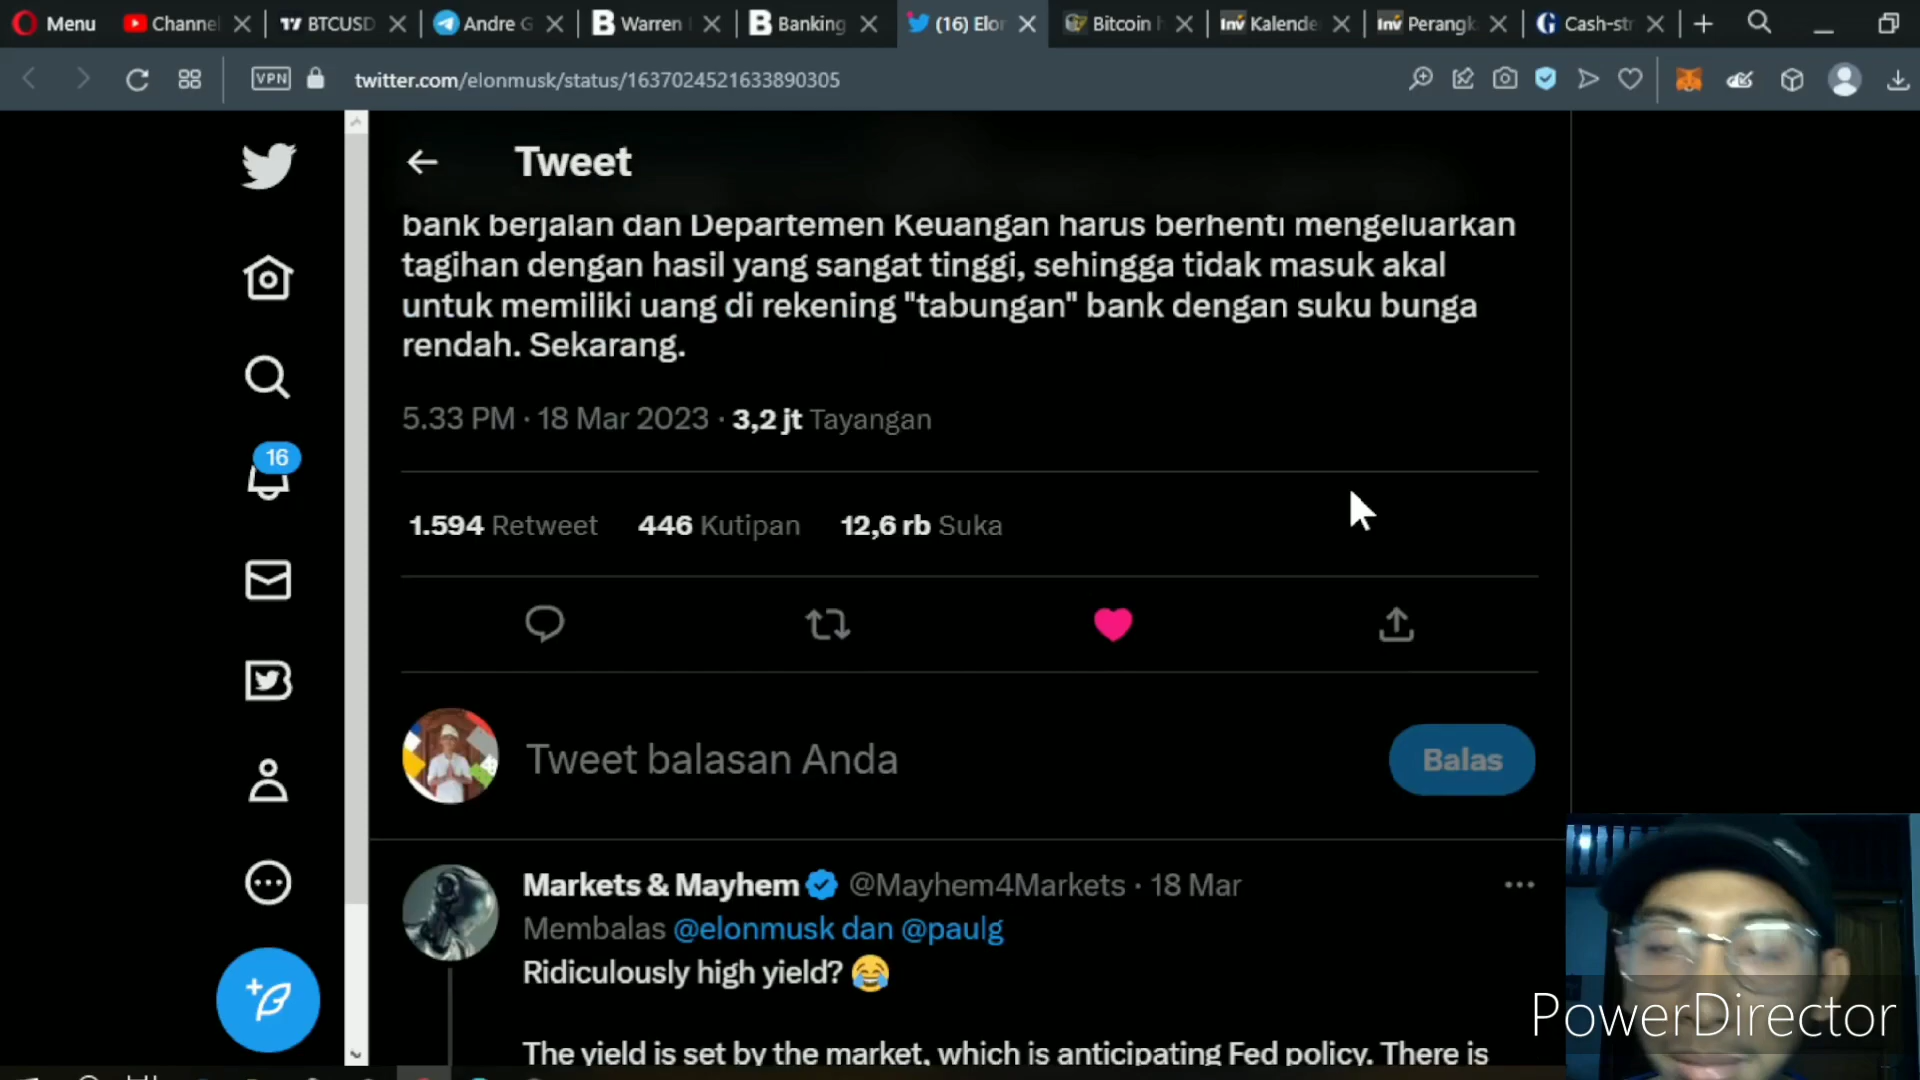 Menu
Channel
BTCUSD
Andre G
Warren
Banking
(16) Elon
Bitcoin h
Kalende
Perangk
Cash-str
VPN
twitter.com/elonmusk/status/1637024521633890305
Tweet
bank berjalan dan Departemen Keuangan harus berhenti mengeluarkan
tagihan dengan hasil yang sangat tinggi, sehingga tidak masuk akal
untuk memiliki uang di rekening "tabungan" bank dengan suku bunga
rendah. Sekarang.
5.33 PM · 18 Mar 2023 · 3,2 jt Tayangan
16
1.594 Retweet 446 Kutipan 12,6 rb Suka
Tweet balasan Anda
Balas
Markets & Mayhem @Mayhem4Markets · 18 Mar
Membalas @elonmusk dan @paulg
Ridiculously high yield? 😂
The yield is set by the market, which is anticipating Fed policy. There is
PowerDirector